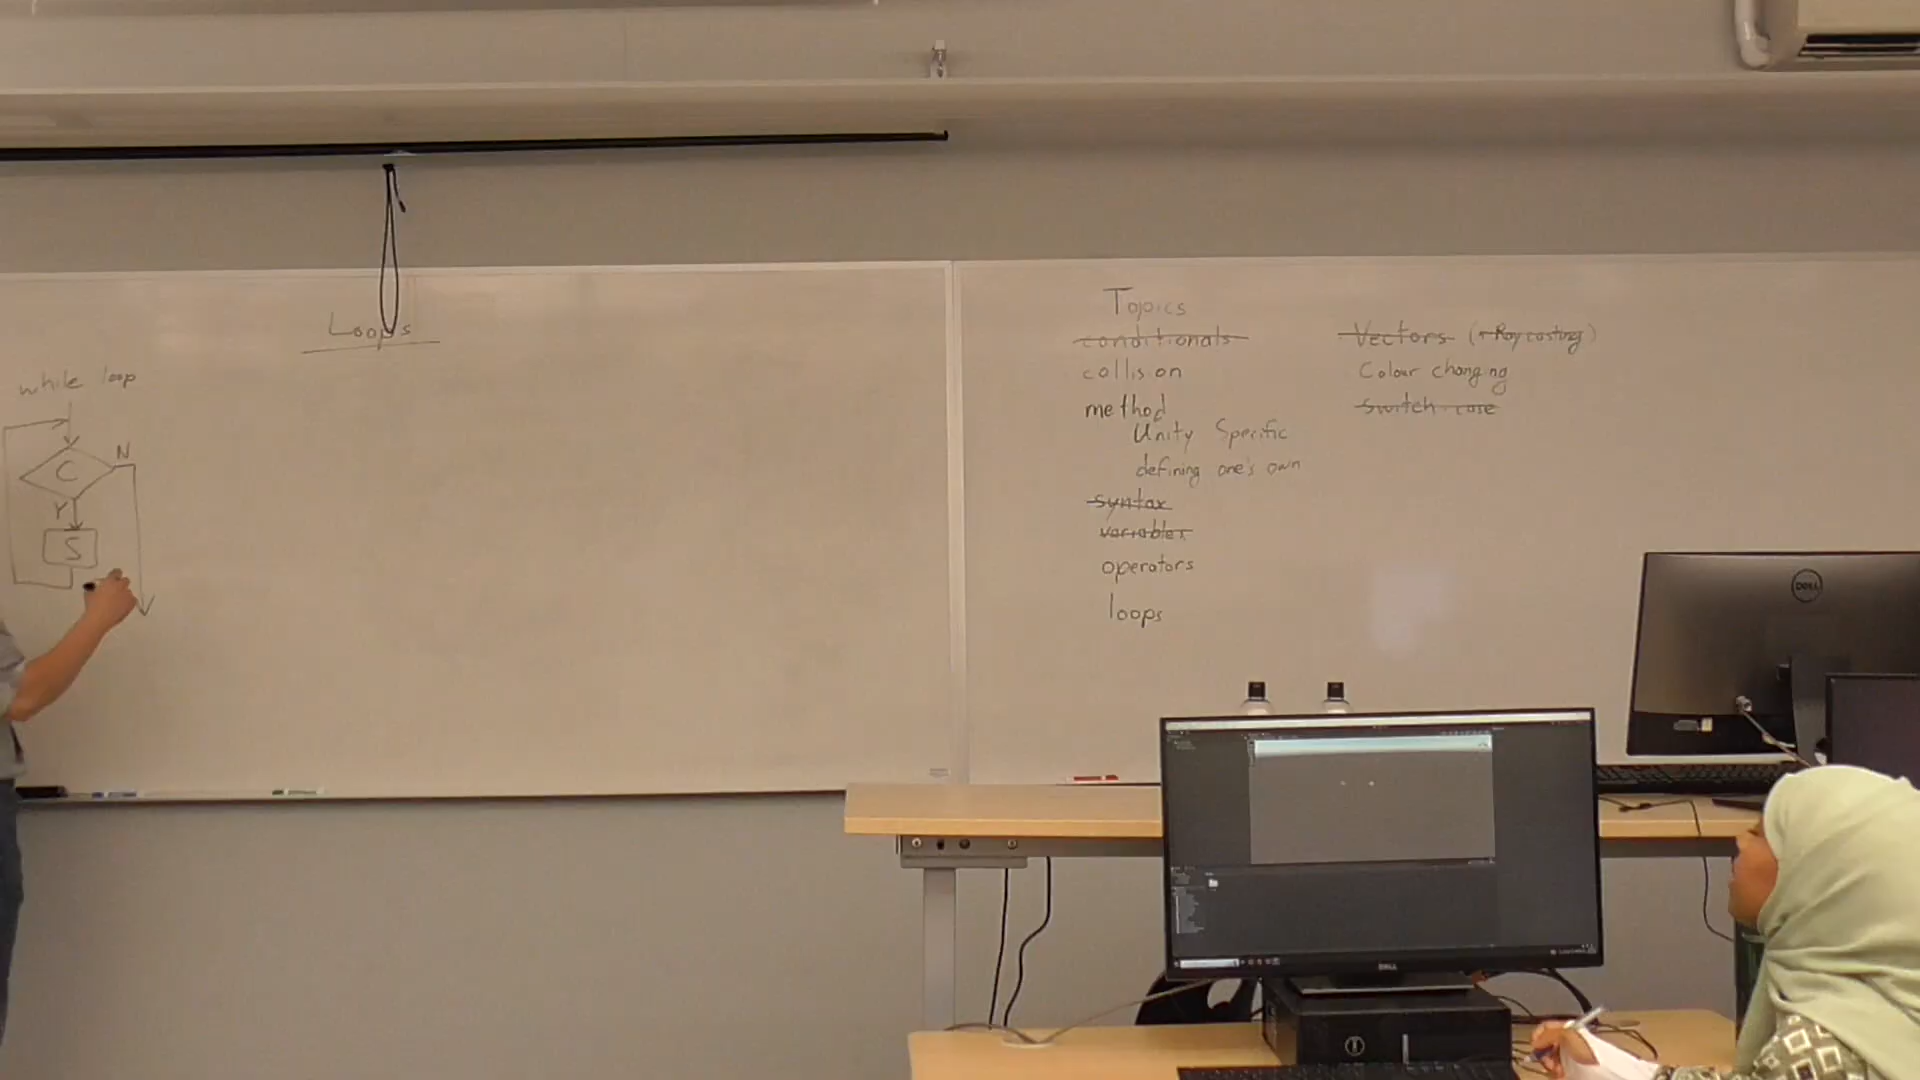 Loops
while loop
C
N
Y
S
Topics
conditionals
collision
method
Unity Specific
defining one's own
syntax
variables
operators
loops
Vectors (+Raycasting)
Colour changing
switch case
DELL
DELL